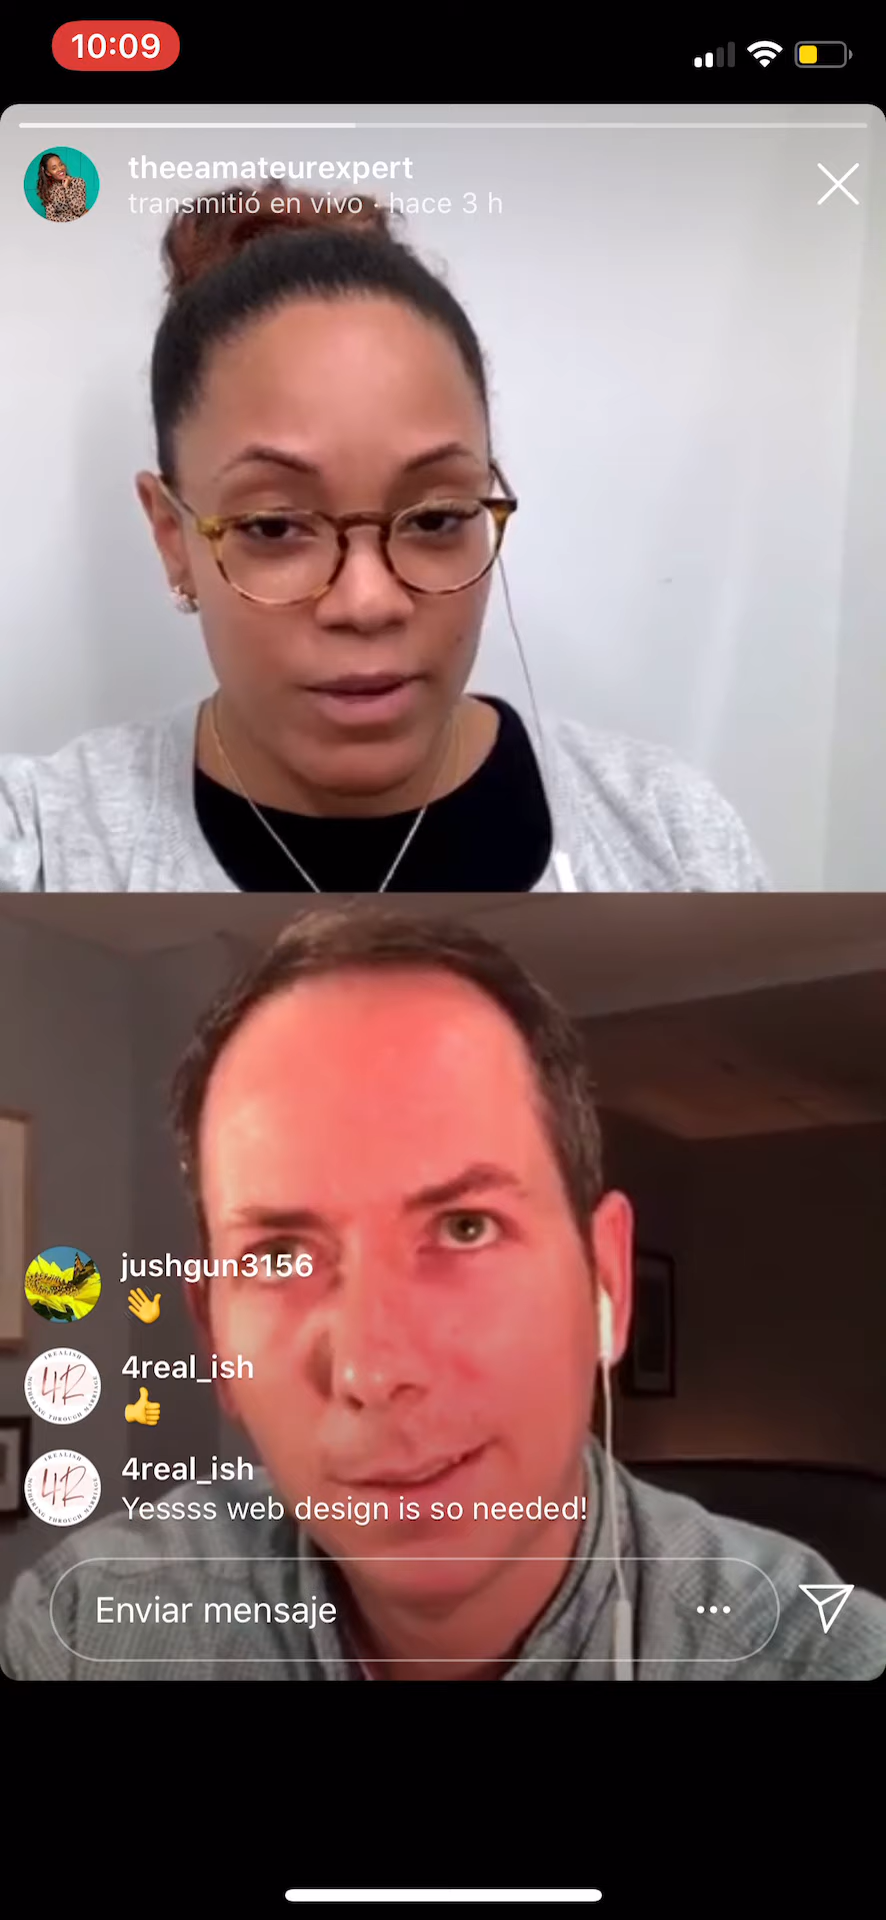 10:09
theeamateurexpert
transmitió en vivo · hace 3 h
jushgun3156
4real_ish
4real_ish
Yessss web design is so needed!
Enviar mensaje